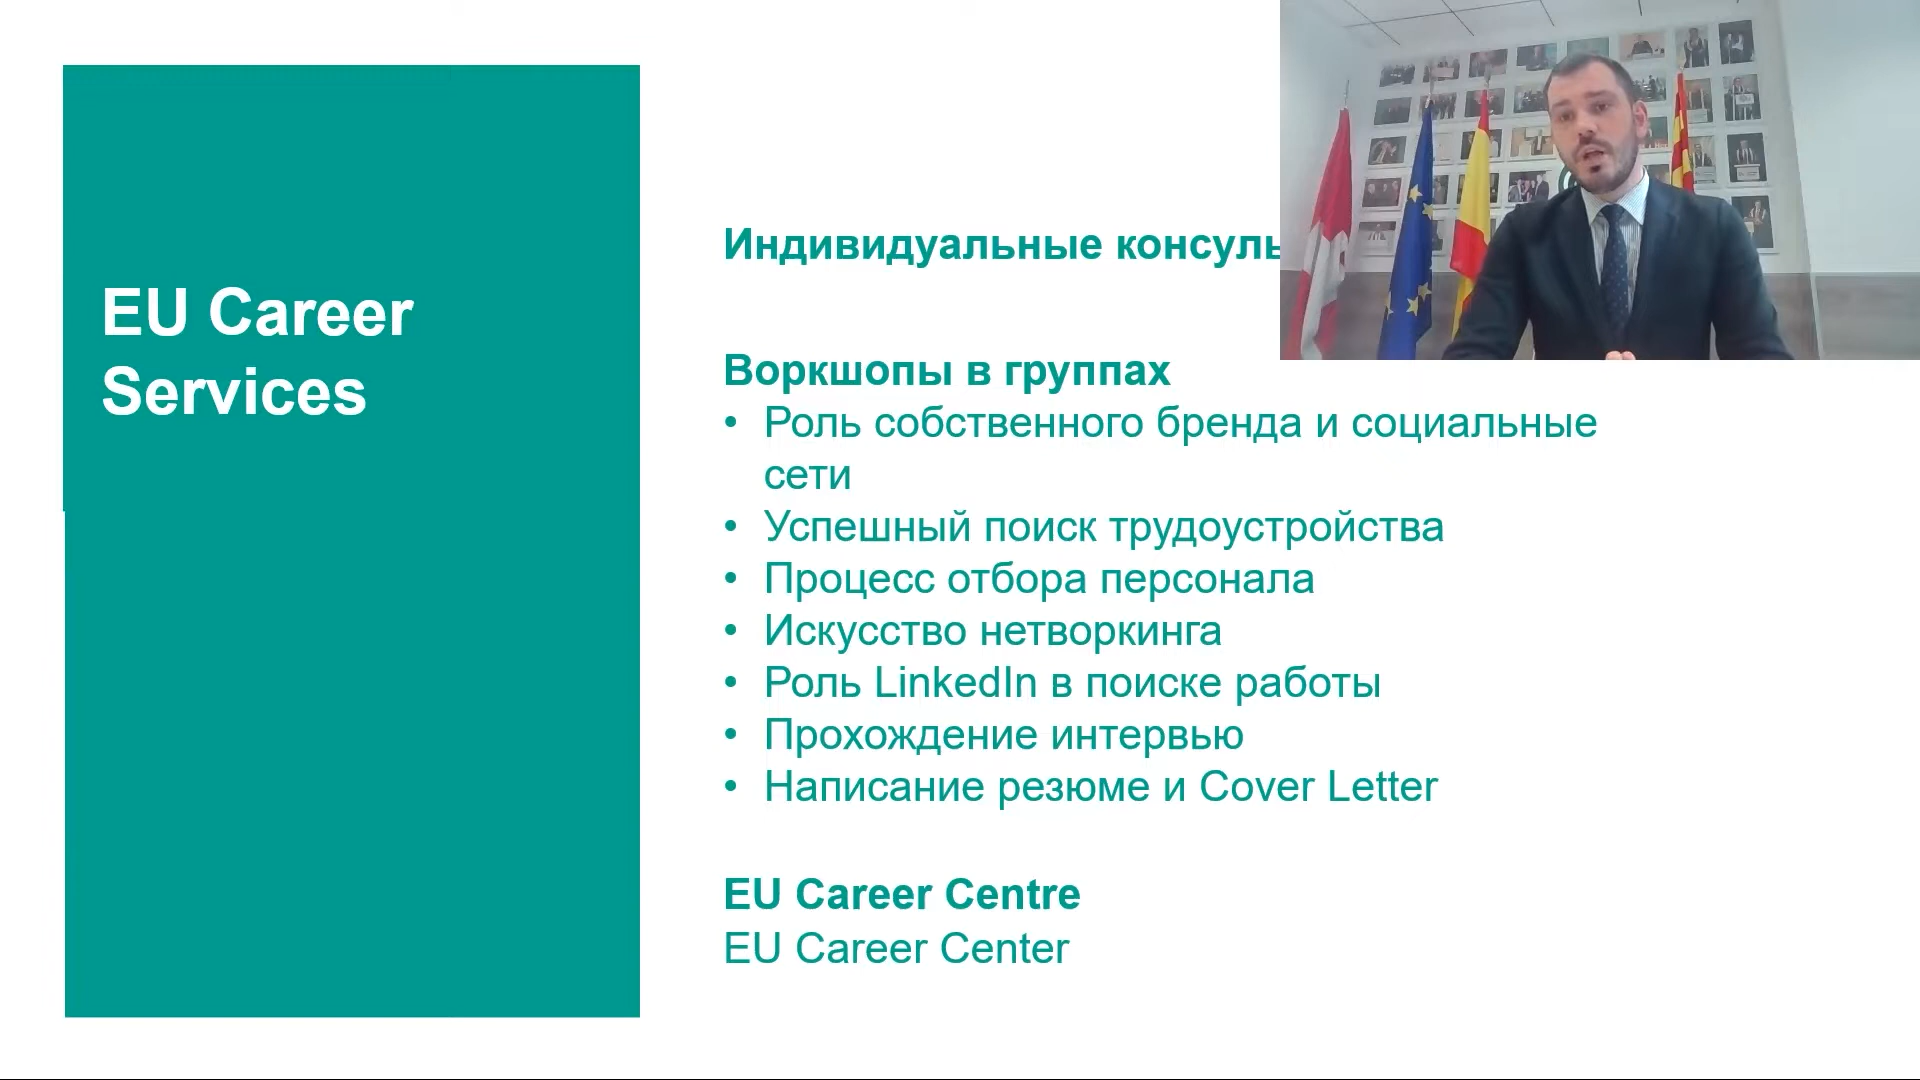 EU Career
Services
Индивидуальные
Воркшопы в группах
• Роль собственного бренда и социальные
сети
• Успешный поиск трудоустройства
• Процесс отбора персонала
• Искусство нетворкинга
• Роль LinkedIn в поиске работы
• Прохождение интервью
• Написание резюме и Cover Letter
EU Career Centre
EU Career Center